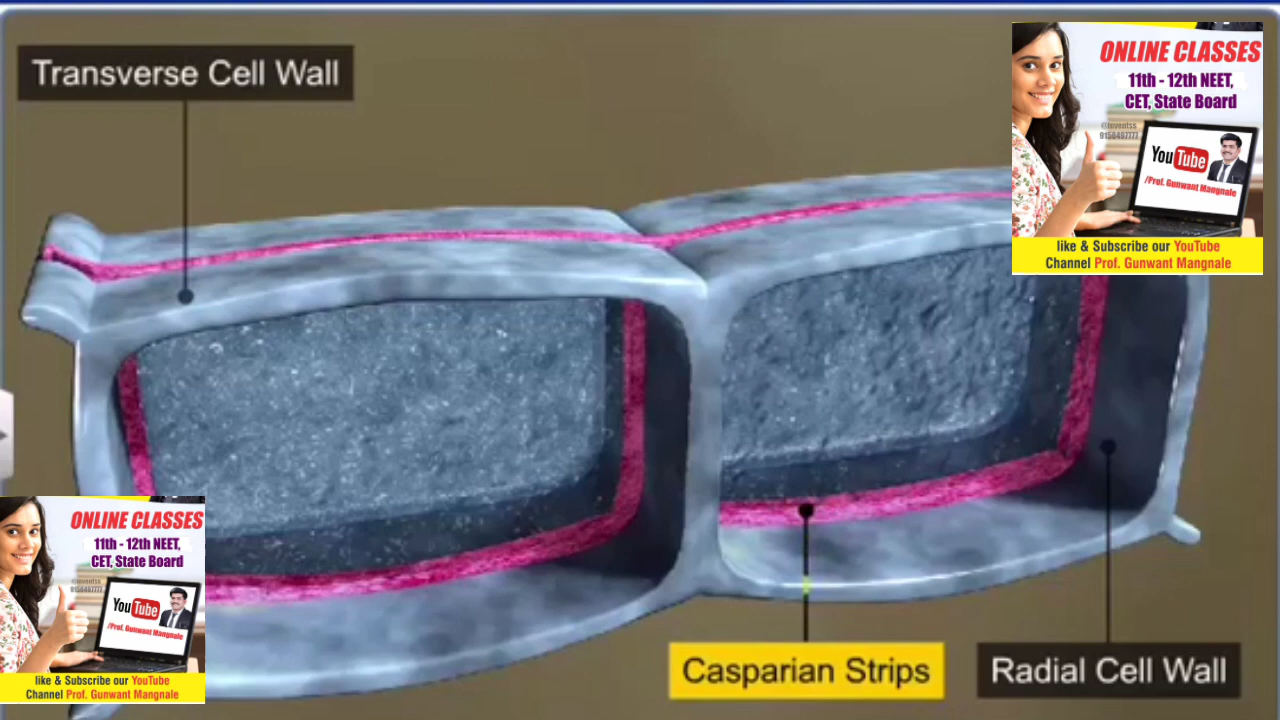 Transverse Cell Wall
ONLINE CLASSES
11th - 12th NEET,
CET, State Board
9156497777
YouTube
/Prof. Gunwant Mangnale
like & Subscribe our YouTube
Channel Prof. Gunwant Mangnale
ONLINE CLASSES
11th - 12th NEET,
CET, State Board
YouTube
/Prof. Gunwant Mangnale
like & Subscribe our YouTube
Channel Prof. Gunwant Mangnale
Casparian Strips
Radial Cell Wall